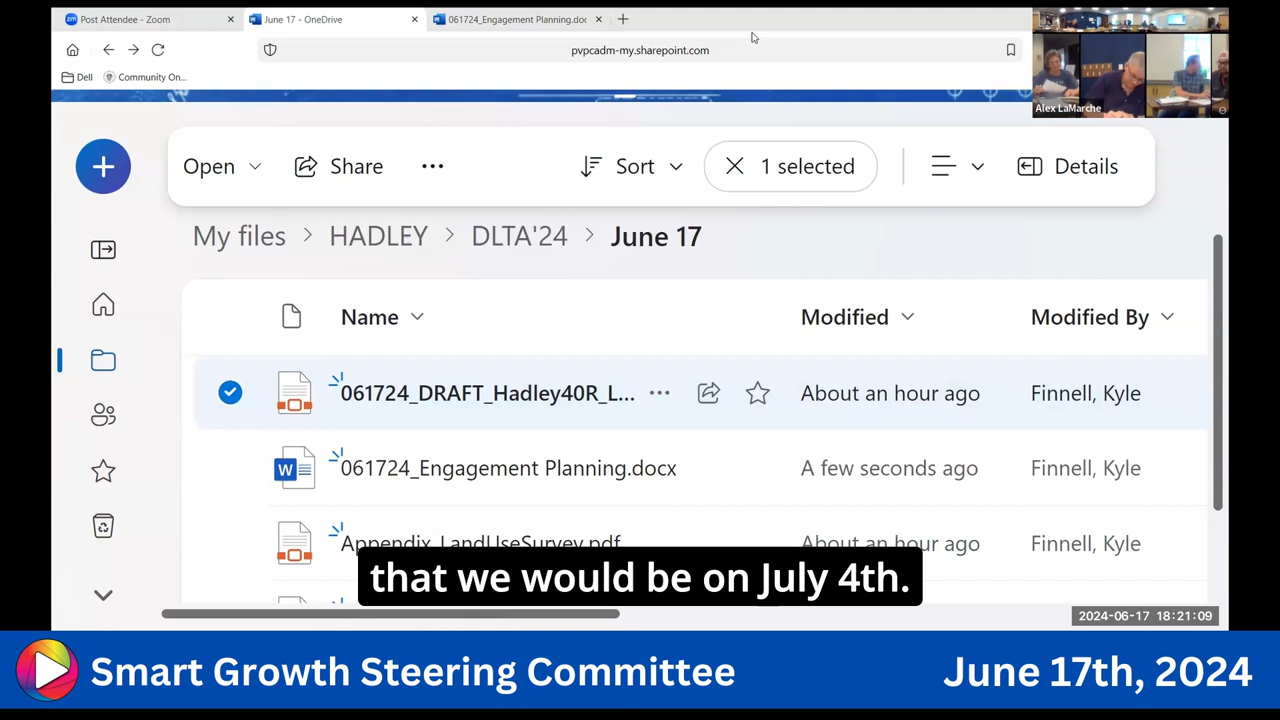 Post Attendee - Zoom
June 17 - OneDrive
061724_Engagement Planning.doc
pvpcadm-my.sharepoint.com
Dell
Community On...
Alex LaMarche
Open
Share
Sort
1 selected
Details
My files > HADLEY > DLTA'24 > June 17
Name
Modified
Modified By
061724_DRAFT_Hadley40R_L...
About an hour ago
Finnell, Kyle
W
061724_Engagement Planning.docx
A few seconds ago
Finnell, Kyle
Appendix_LandUseSurvey.pdf
About an hour ago
Finnell, Kyle
that we would be on July 4th.
2024-06-17 18:21:09
Smart Growth Steering Committee
June 17th, 2024